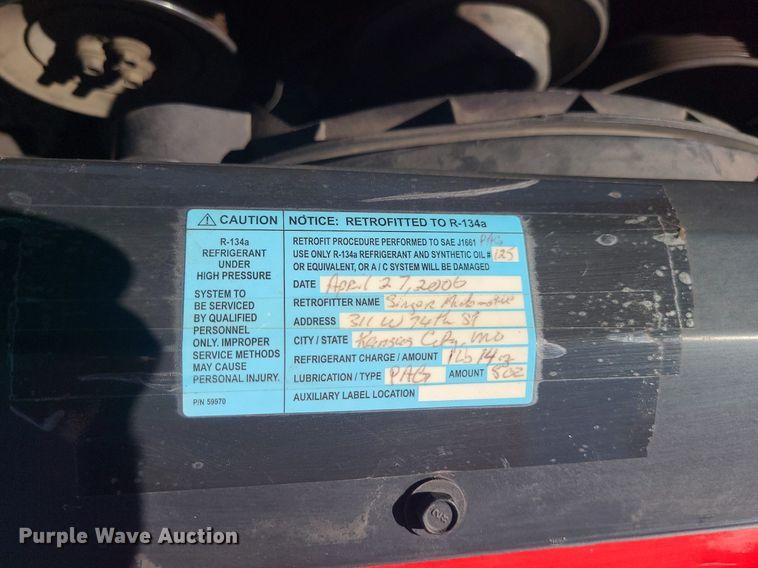 ⚠ CAUTION
R-134a
REFRIGERANT
UNDER
HIGH PRESSURE
SYSTEM TO
BE SERVICED
BY QUALIFIED
PERSONNEL
ONLY. IMPROPER
SERVICE METHODS
MAY CAUSE
PERSONAL INJURY.
P/N 59970
NOTICE: RETROFITTED TO R-134a
RETROFIT PROCEDURE PERFORMED TO SAE J1661 PAG
USE ONLY R-134a REFRIGERANT AND SYNTHETIC OIL # 125
OR EQUIVALENT, OR A / C SYSTEM WILL BE DAMAGED
DATE April 27, 2006
RETROFITTER NAME Singer Automotive
ADDRESS 311 W 74th St
CITY / STATE Kansas City, Mo
REFRIGERANT CHARGE / AMOUNT 1lb 14oz
LUBRICATION / TYPE PAG AMOUNT 8oz
AUXILIARY LABEL LOCATION
Purple Wave Auction